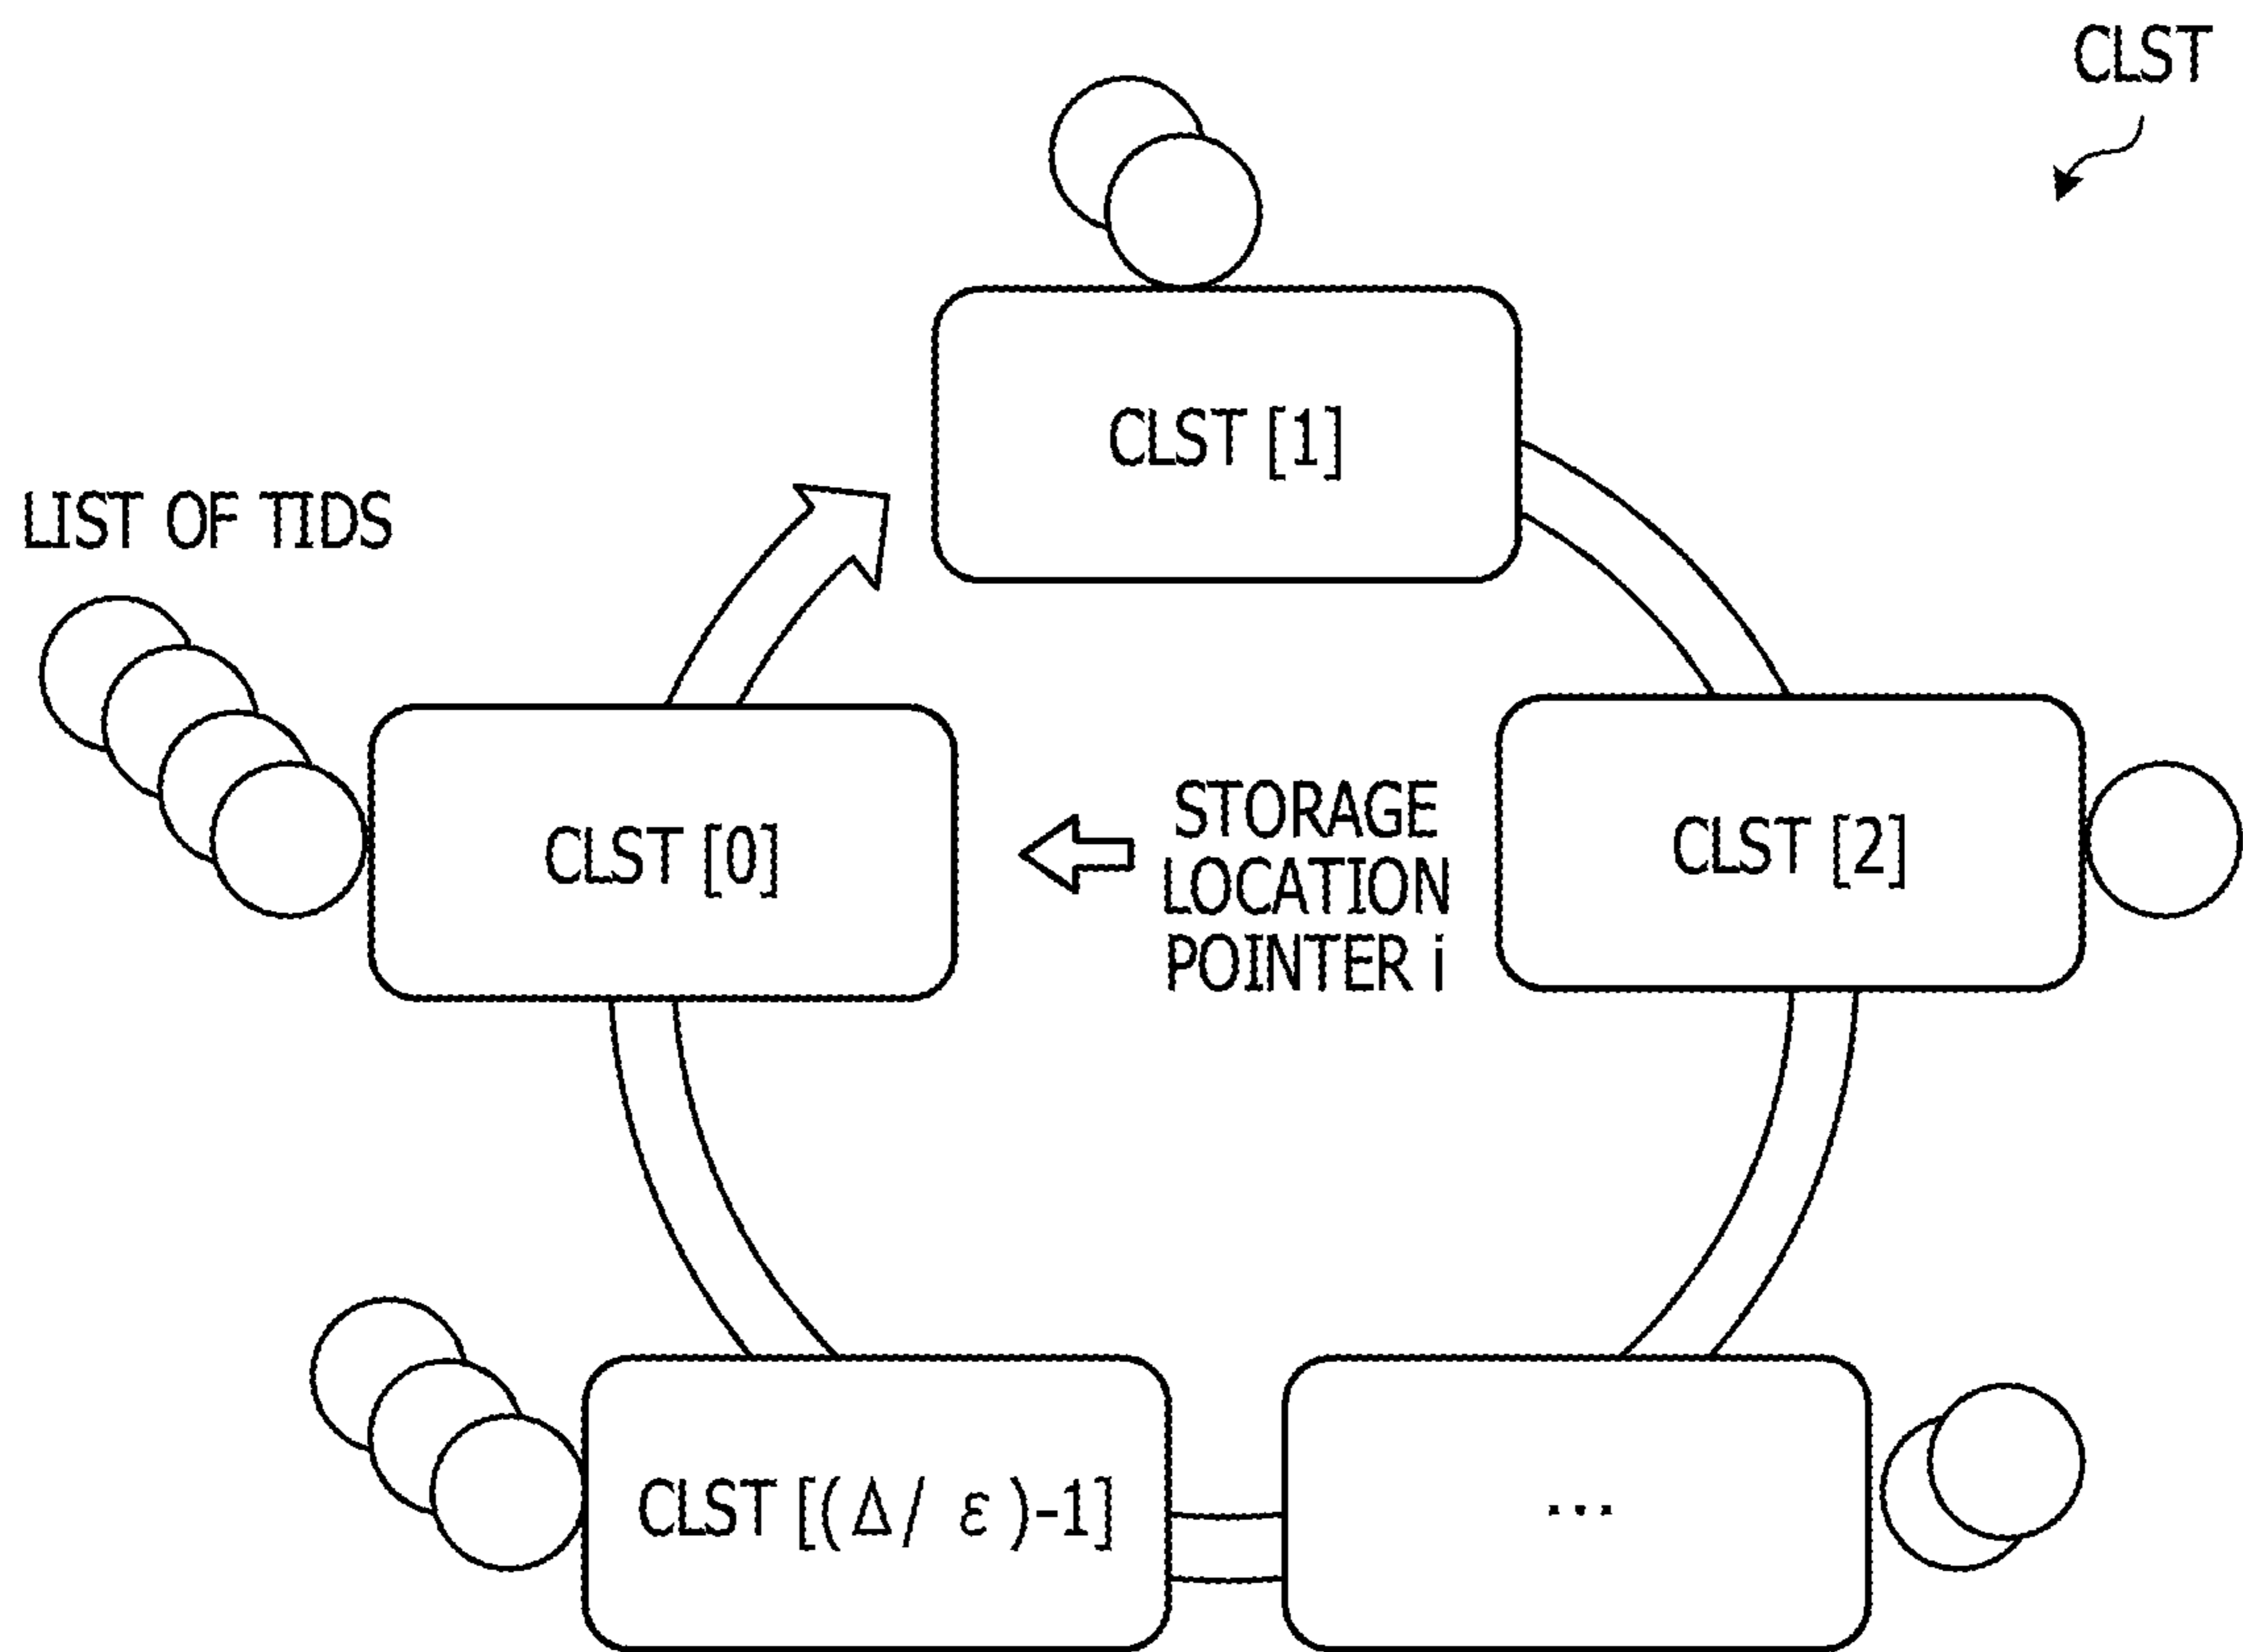 CLST
CLST [1]
LIST OF TIDS
CLST [0]
STORAGE
LOCATION
POINTER i
CLST [2]
CLST [(Δ/ ε)-1]
...